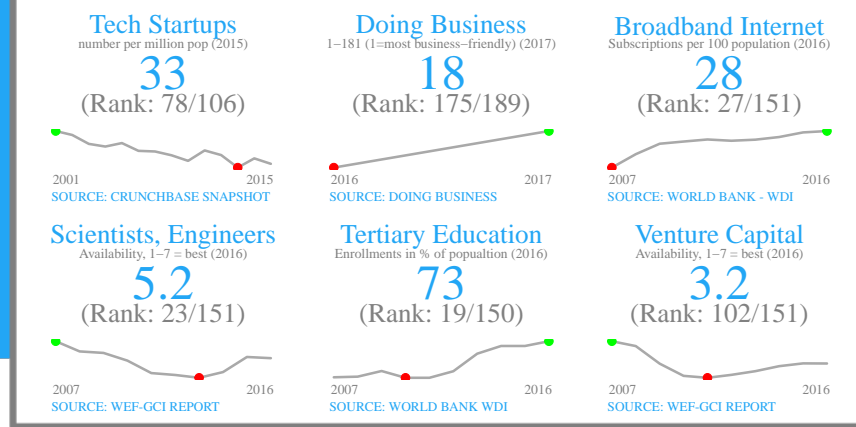 Tech Startups
number per million pop (2015)
33
(Rank: 78/106)
2001 2015
SOURCE: CRUNCHBASE SNAPSHOT
Doing Business
1−181 (1=most business−friendly) (2017)
18
(Rank: 175/189)
2016 2017
SOURCE: DOING BUSINESS
Broadband Internet
Subscriptions per 100 population (2016)
28
(Rank: 27/151)
2007 2016
SOURCE: WORLD BANK - WDI
Scientists, Engineers
Availability, 1−7 = best (2016)
5.2
(Rank: 23/151)
2007 2016
SOURCE: WEF-GCI REPORT
Tertiary Education
Enrollments in % of popualtion (2016)
73
(Rank: 19/150)
2007 2016
SOURCE: WORLD BANK WDI
Venture Capital
Availability, 1−7 = best (2016)
3.2
(Rank: 102/151)
2007 2016
SOURCE: WEF-GCI REPORT